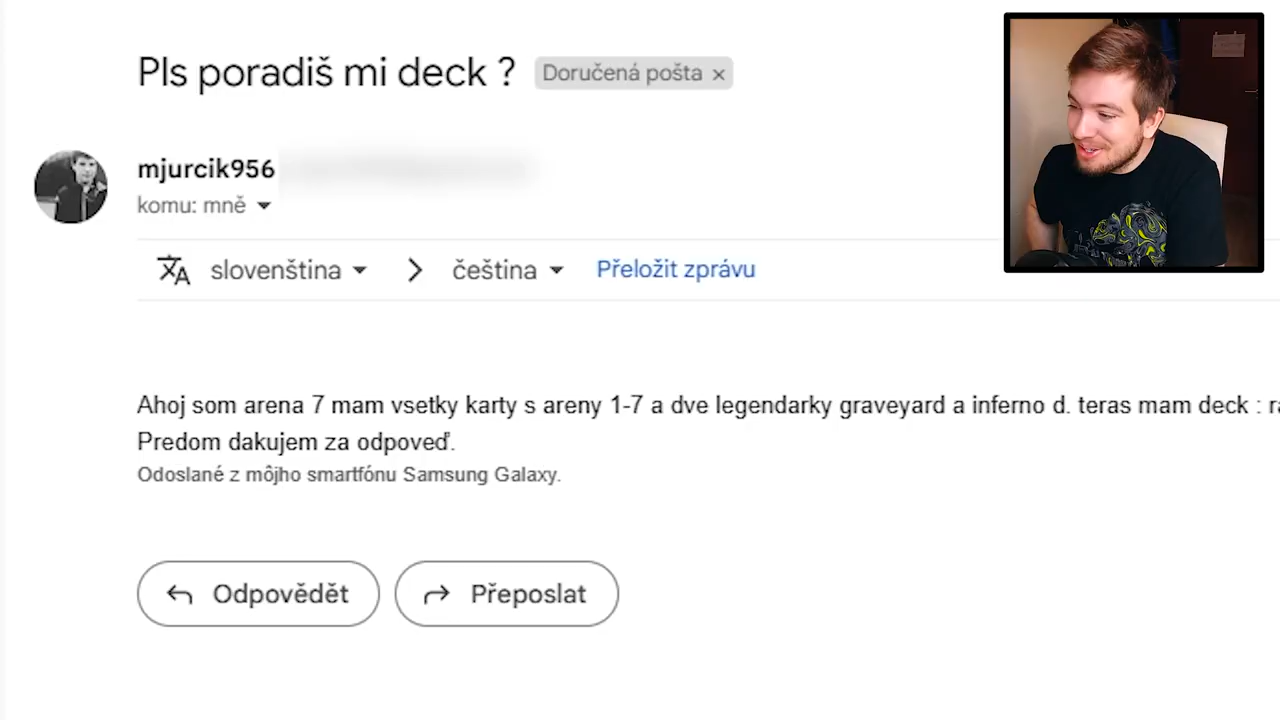 Pls poradiš mi deck ? Doručená pošta ×
mjurcik956
komu: mně
slovenština > čeština Přeložit zprávu
Ahoj som arena 7 mam vsetky karty s areny 1-7 a dve legendarky graveyard a inferno d. teras mam deck :
Predom dakujem za odpoveď.
Odoslané z môjho smartfónu Samsung Galaxy.
Odpovědět Přeposlat